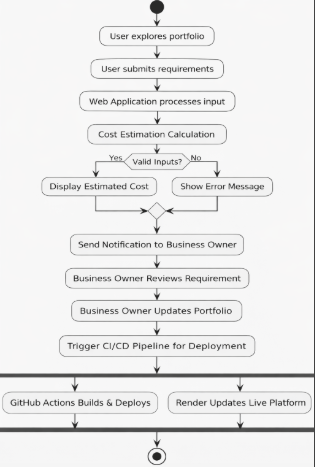 User explores portfolio
User submits requirements
Web Application processes input
Cost Estimation Calculation
Yes
Valid Inputs?
No
Display Estimated Cost
Show Error Message
Send Notification to Business Owner
Business Owner Reviews Requirement
Business Owner Updates Portfolio
Trigger CI/CD Pipeline for Deployment
GitHub Actions Builds & Deploys
Render Updates Live Platform